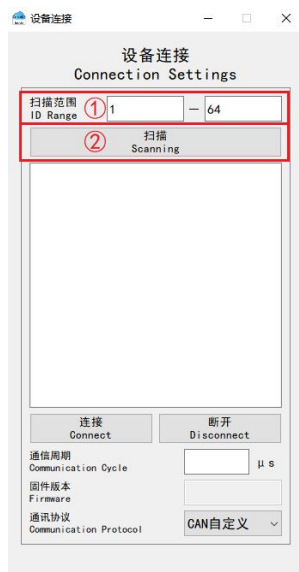 设备连接
设备连接
Connection Settings
扫描范围
ID Range
① 1 — 64
② 扫描
Scanning
连接
Connect
断开
Disconnect
通信周期
Communication Cycle
μs
固件版本
Firmware
通讯协议
Communication Protocol
CAN自定义